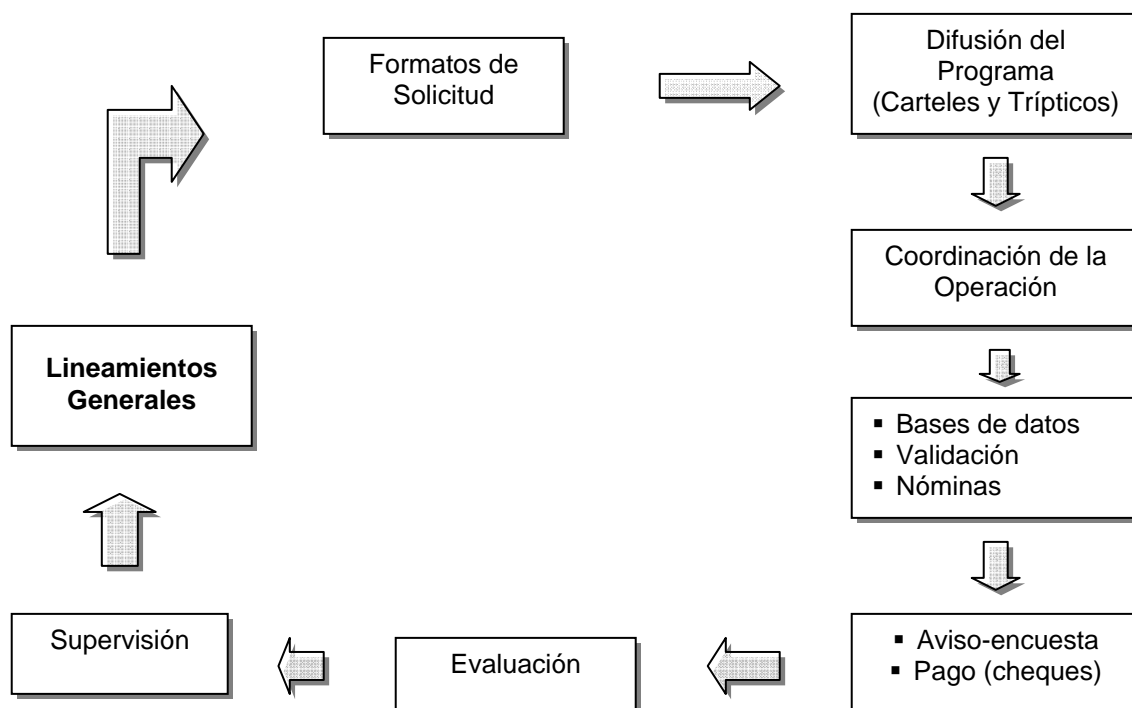 Formatos de
Solicitud
Difusión del
Programa
(Carteles y Trípticos)
Coordinación de la
Operación
Lineamientos
Generales
▪ Bases de datos
▪ Validación
▪ Nóminas
Supervisión
Evaluación
▪ Aviso-encuesta
▪ Pago (cheques)